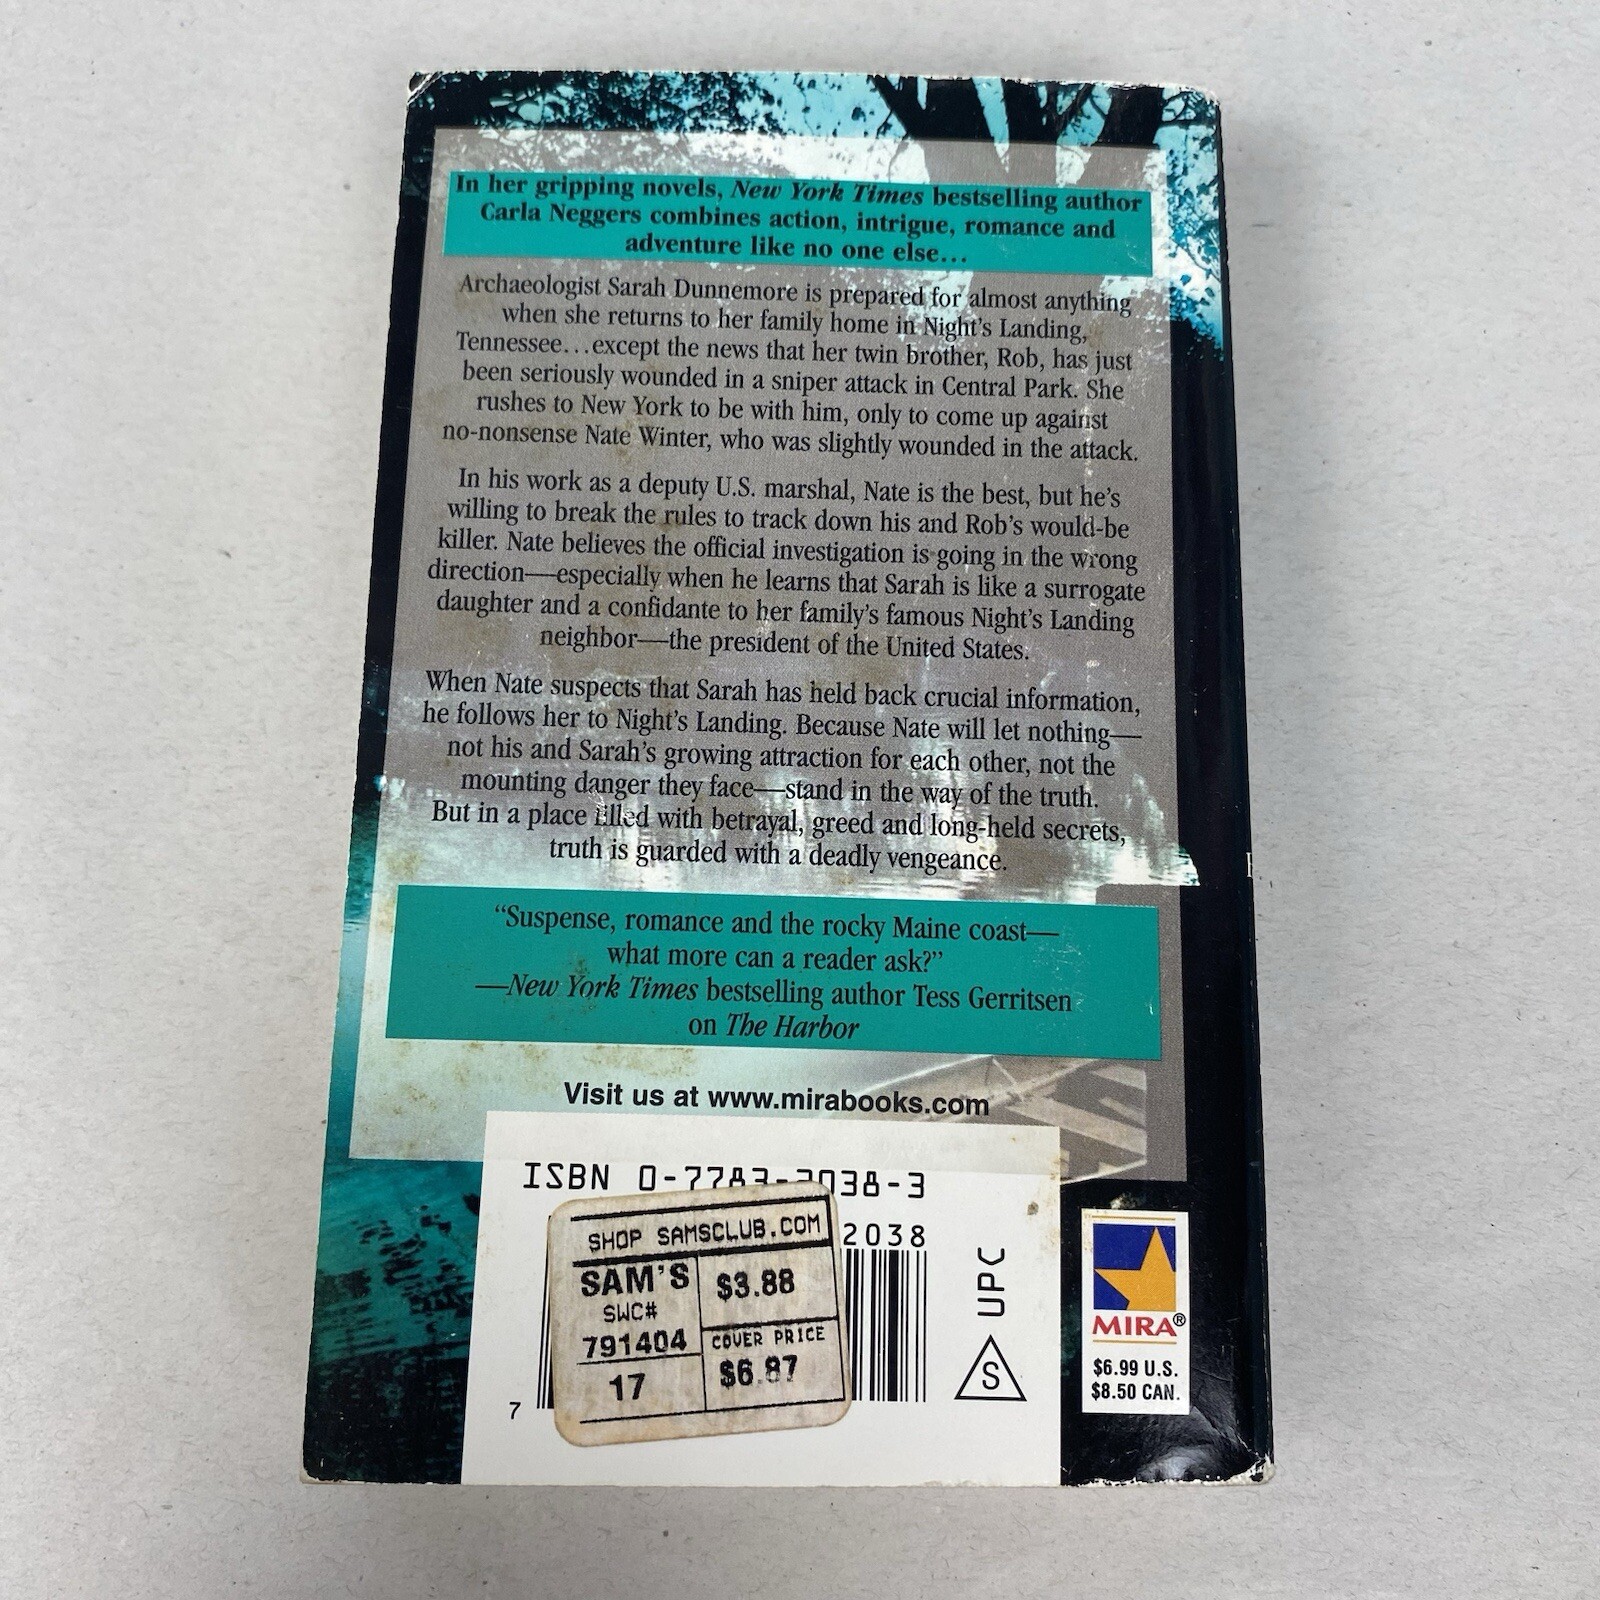 In her gripping novels, New York Times bestselling author
Carla Neggers combines action, intrigue, romance and
adventure like no one else...
Archaeologist Sarah Dunnemore is prepared for almost anything
when she returns to her family home in Night's Landing,
Tennessee...except the news that her twin brother, Rob, has just
been seriously wounded in a sniper attack in Central Park. She
rushes to New York to be with him, only to come up against
no-nonsense Nate Winter, who was slightly wounded in the attack.
In his work as a deputy U.S. marshal, Nate is the best, but he's
willing to break the rules to track down his and Rob's would-be
killer. Nate believes the official investigation is going in the wrong
direction—especially when he learns that Sarah is like a surrogate
daughter and a confidante to her family's famous Night's Landing
neighbor—the president of the United States.
When Nate suspects that Sarah has held back crucial information,
he follows her to Night's Landing. Because Nate will let nothing—
not his and Sarah's growing attraction for each other, not the
mounting danger they face—stand in the way of the truth.
But in a place filled with betrayal, greed and long-held secrets,
truth is guarded with a deadly vengeance.
“Suspense, romance and the rocky Maine coast—
what more can a reader ask?”
—New York Times bestselling author Tess Gerritsen
on The Harbor
Visit us at www.mirabooks.com
ISBN 0-7783-2038-3
2038
SHOP SAMSCLUB.COM
SAM'S
SWC#
791404
17
$3.88
COVER PRICE
$6.87
7
UPC
S
MIRA®
$6.99 U.S.
$8.50 CAN.